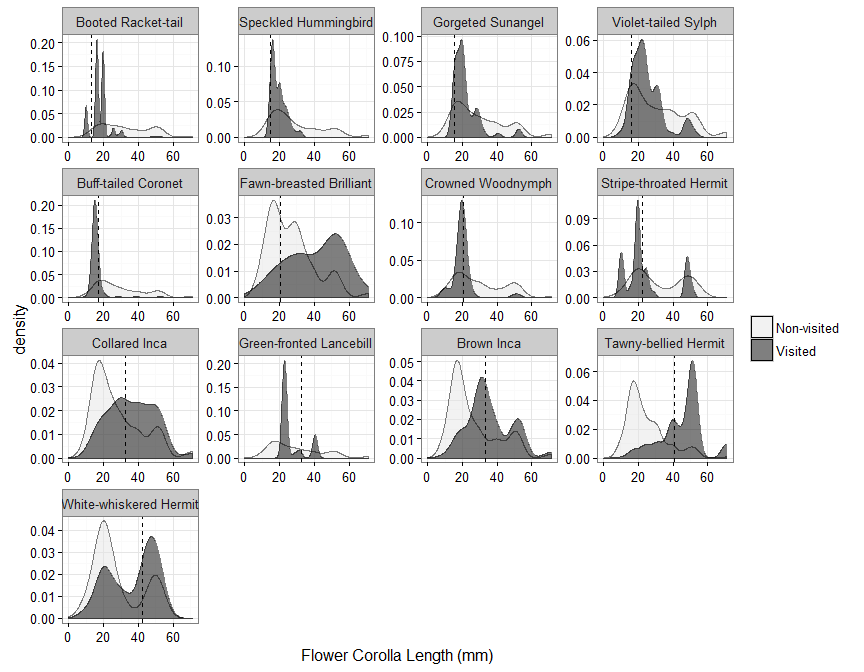 Booted Racket-tail
Speckled Hummingbird
Gorgeted Sunangel
Violet-tailed Sylph
0.20
0.15
0.10
0.05
0.00
0 20 40 60
0.10
0.05
0.00
0 20 40 60
0.100
0.075
0.050
0.025
0.000
0 20 40 60
0.06
0.04
0.02
0.00
0 20 40 60
Buff-tailed Coronet
Fawn-breasted Brilliant
Crowned Woodnymph
Stripe-throated Hermit
0.20
0.15
0.10
0.05
0.00
0 20 40 60
0.03
0.02
0.01
0.00
0 20 40 60
0.10
0.05
0.00
0 20 40 60
0.09
0.06
0.03
0.00
0 20 40 60
Collared Inca
Green-fronted Lancebill
Brown Inca
Tawny-bellied Hermit
0.04
0.03
0.02
0.01
0.00
0 20 40 60
0.20
0.15
0.10
0.05
0.00
0 20 40 60
0.05
0.04
0.03
0.02
0.01
0.00
0 20 40 60
0.06
0.04
0.02
0.00
0 20 40 60
White-whiskered Hermit
0.04
0.03
0.02
0.01
0.00
0 20 40 60
density
Flower Corolla Length (mm)
Non-visited
Visited